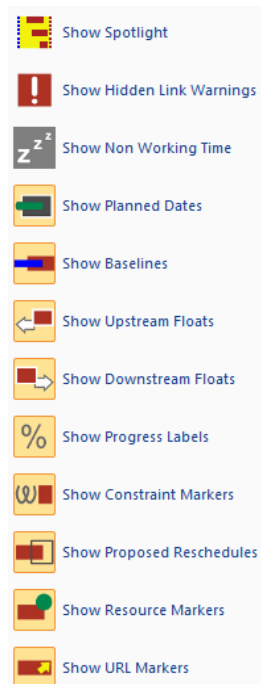 Show Spotlight
Show Hidden Link Warnings
z z z
Show Non Working Time
Show Planned Dates
Show Baselines
Show Upstream Floats
Show Downstream Floats
%
Show Progress Labels
Show Constraint Markers
Show Proposed Reschedules
Show Resource Markers
Show URL Markers